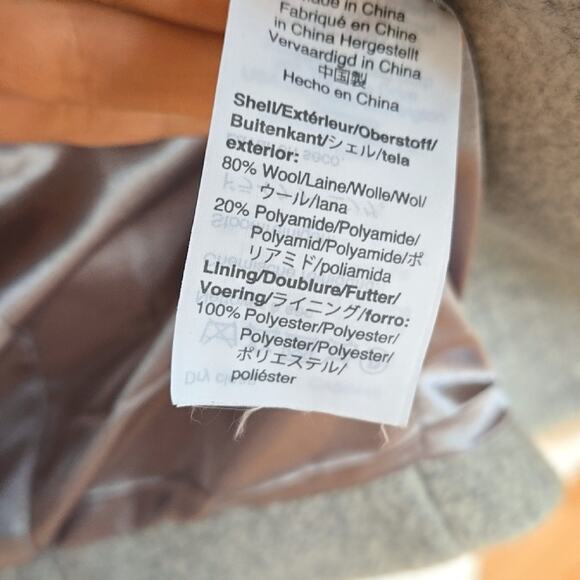 in China
Fabriqué en Chine
in China Hergestellt
Vervaardigd in China
中国製
Hecho en China
Shell/Extérieur/Oberstoff/
Buitenkant/シェル/tela
exterior:
80% Wool/Laine/Wolle/Wol/
ウール/lana
20% Polyamide/Polyamide/
Polyamid/Polyamide/ポ
リアミド/poliamida
Lining/Doublure/Futter/
Voering/ライニング/forro:
100% Polyester/Polyester/
Polyester/Polyester/
ポリエステル/
poliéster